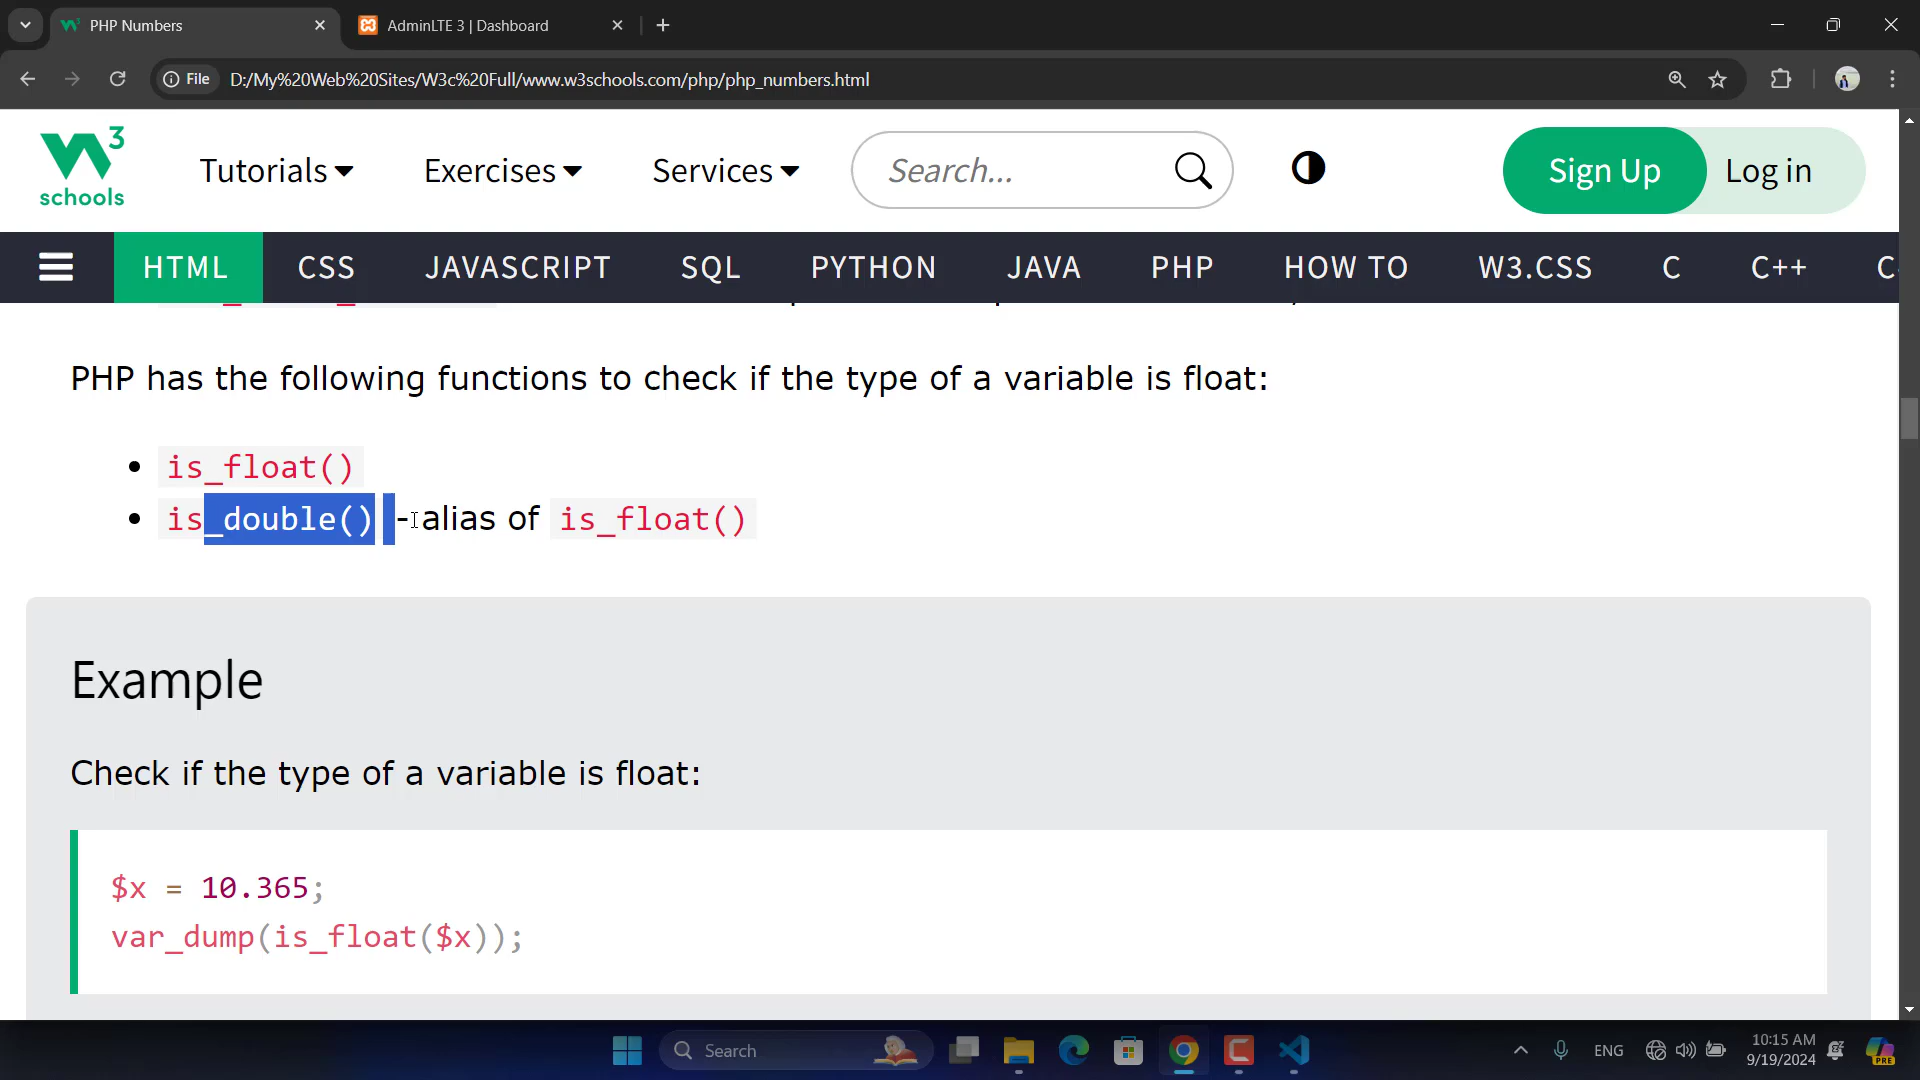 PHP Numbers
AdminLTE 3 | Dashboard
File
D:/My%20Web%20Sites/W3c%20Full/www.w3schools.com/php/php_numbers.html
W3 schools
Tutorials
Exercises
Services
Search...
Sign Up
Log in
HTML CSS JAVASCRIPT SQL PYTHON JAVA PHP HOW TO W3.CSS C C++
PHP has the following functions to check if the type of a variable is float:
is_float()
is_double() - alias of is_float()
Example
Check if the type of a variable is float:
$x = 10.365;
var_dump(is_float($x));
Search
ENG
10:15 AM
9/19/2024
PRE